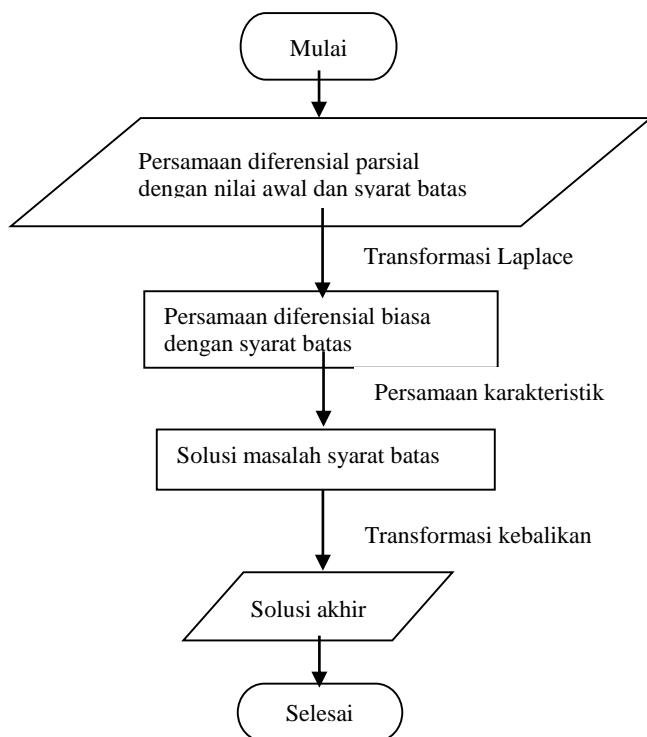 Mulai
Persamaan diferensial parsial
dengan nilai awal dan syarat batas
Transformasi Laplace
Persamaan diferensial biasa
dengan syarat batas
Persamaan karakteristik
Solusi masalah syarat batas
Transformasi kebalikan
Solusi akhir
Selesai